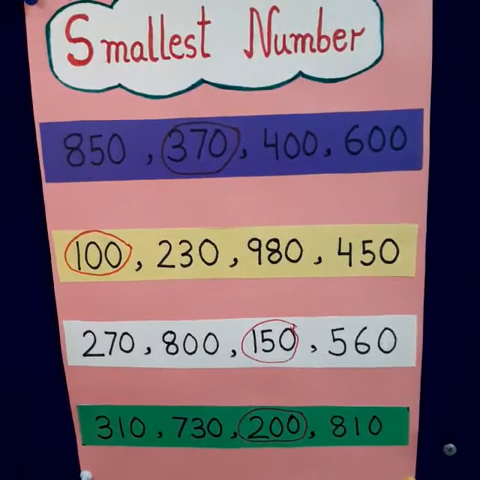 Smallest Number
850, 370, 400, 600
100, 230, 980, 450
270, 800, 150, 560
310, 730, 200, 810